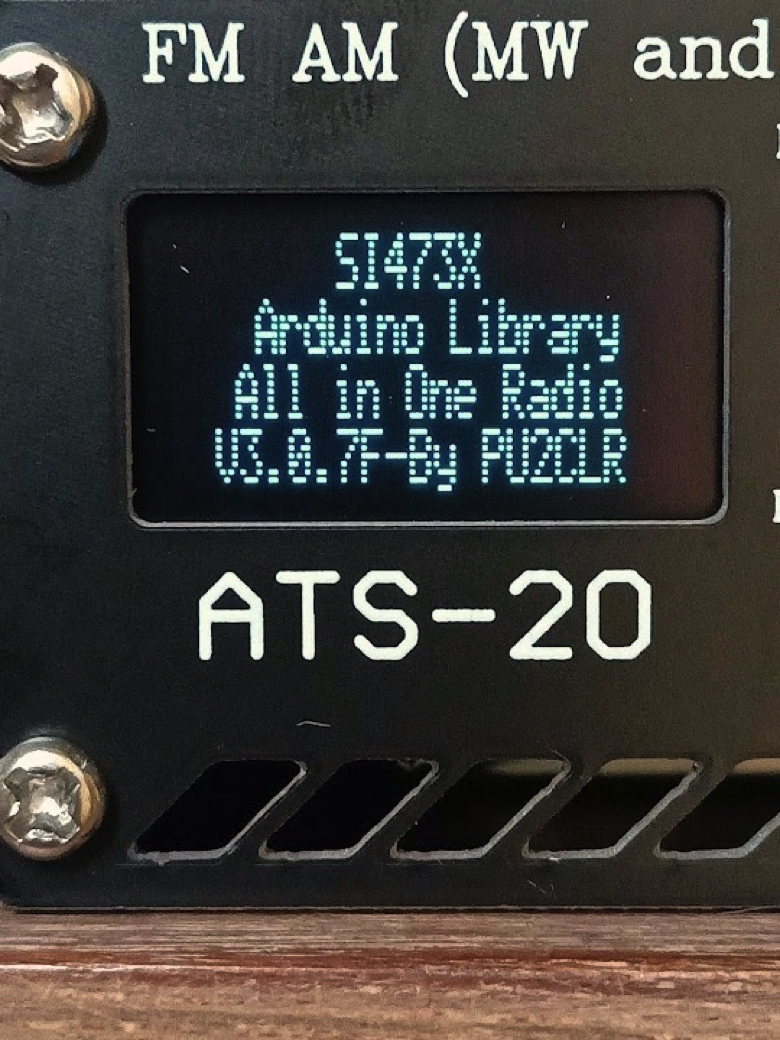 FM AM (MW and
SI473X
Arduino Library
All in One Radio
V3.0.7F-By PU2CLR
ATS-20